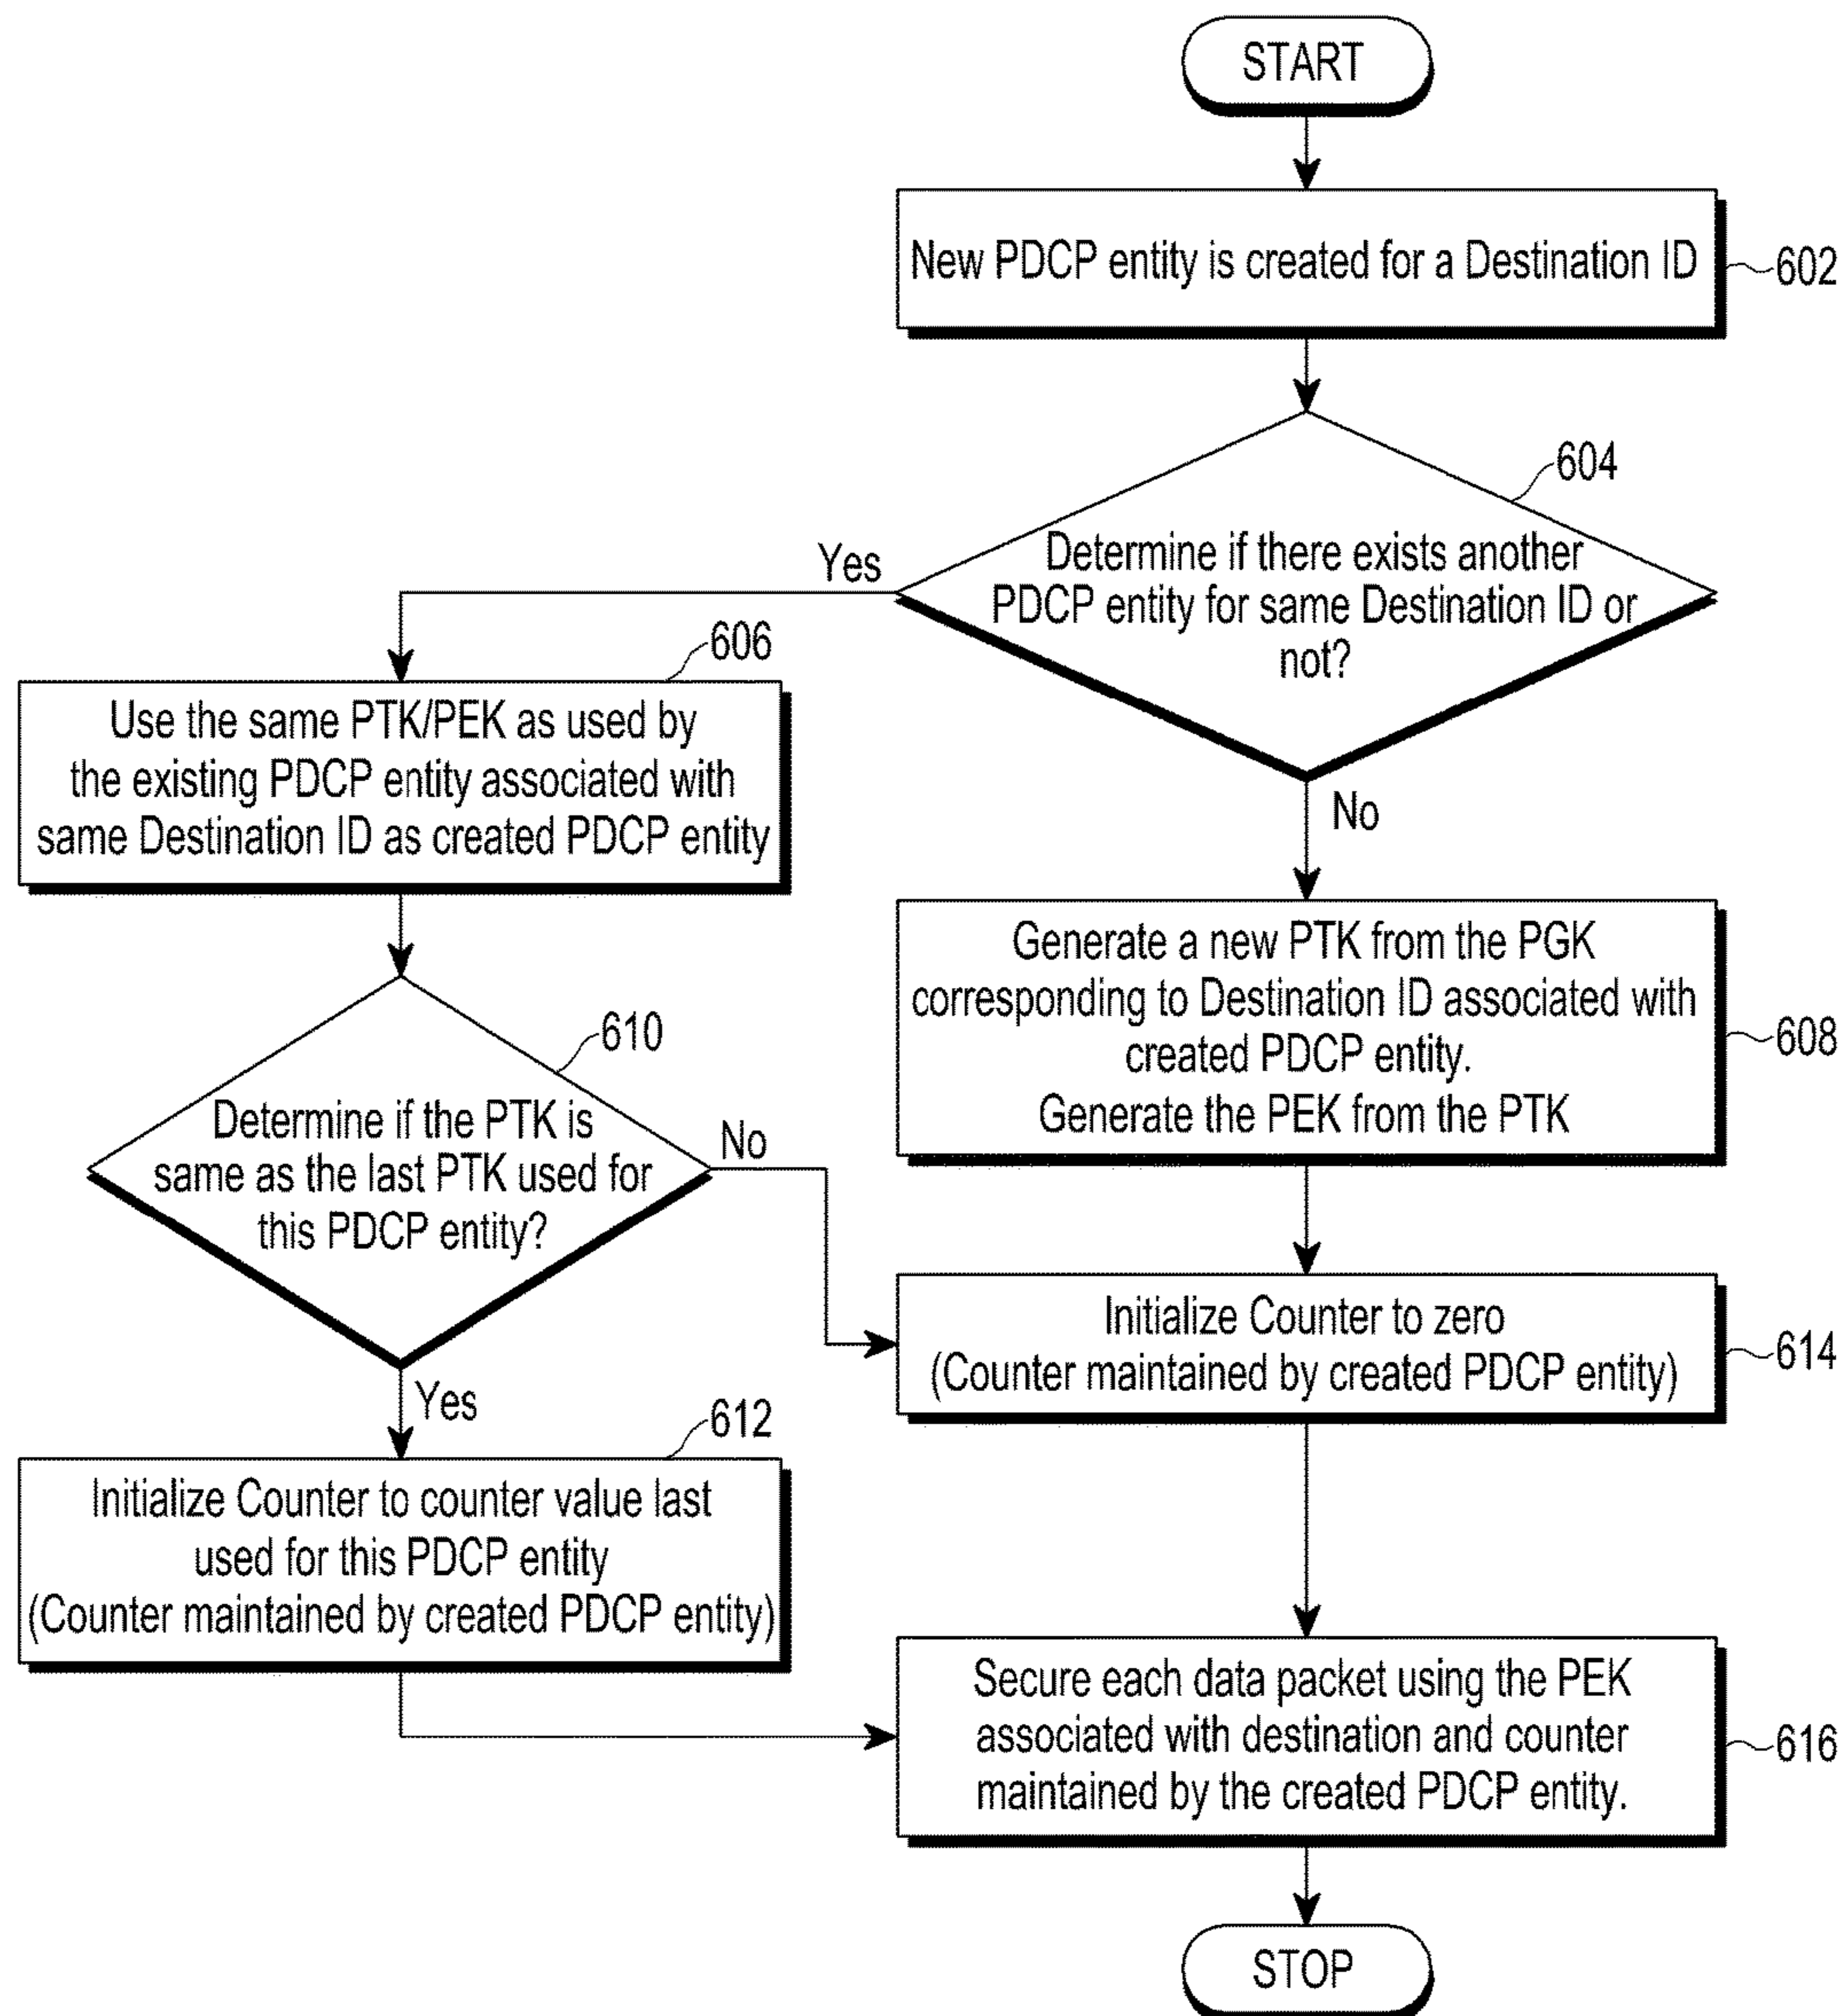 START
New PDCP entity is created for a Destination ID
602
604
Determine if there exists another
PDCP entity for same Destination ID or
not?
Yes
No
606
Use the same PTK/PEK as used by
the existing PDCP entity associated with
same Destination ID as created PDCP entity
Generate a new PTK from the PGK
corresponding to Destination ID associated with
created PDCP entity.
Generate the PEK from the PTK
608
610
Determine if the PTK is
same as the last PTK used for
this PDCP entity?
No
Yes
Initialize Counter to zero
(Counter maintained by created PDCP entity)
614
612
Initialize Counter to counter value last
used for this PDCP entity
(Counter maintained by created PDCP entity)
Secure each data packet using the PEK
associated with destination and counter
maintained by the created PDCP entity.
616
STOP